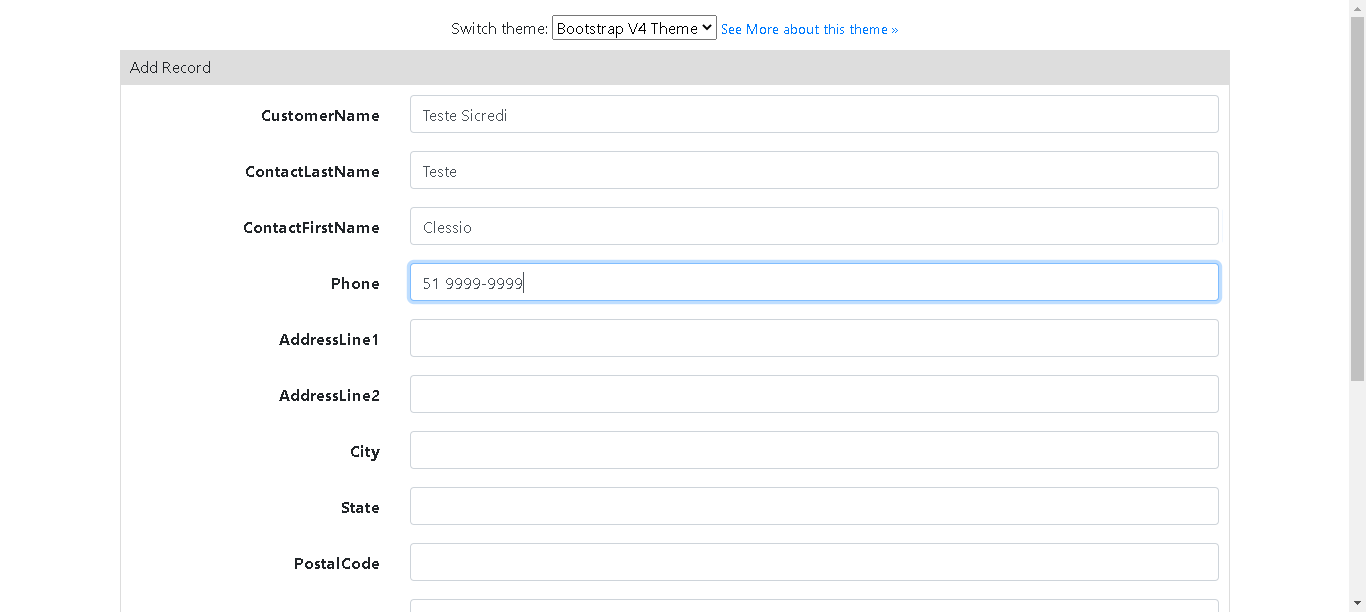 Switch theme: Bootstrap V4 Theme See More about this theme »
Add Record
CustomerName Teste Sicredi
ContactLastName Teste
ContactFirstName Clessio
Phone 51 9999-9999
AddressLine1
AddressLine2
City
State
PostalCode